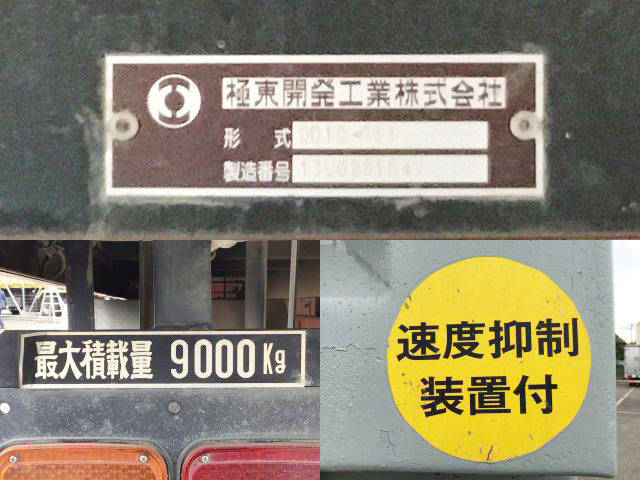 極東開発工業株式会社
形 式
製造番号
最大積載量 9000Kg
速度抑制
装置付